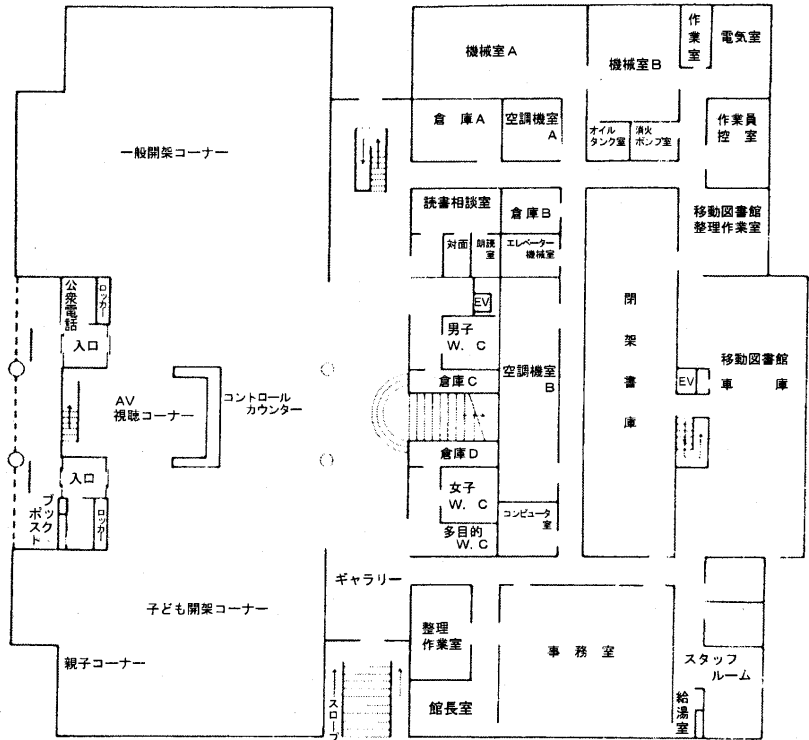 機械室A
機械室B
作業室
電気室
倉庫A
空調機室
A
オイル
タンク室
消火
ポンプ室
作業員
控室
一般開架コーナー
読書相談室
倉庫B
移動図書館
整理作業室
対面
朗読
室
エレベーター
機械室
公衆電話
ロッカー
入口
EV
男子
W.C
倉庫C
空調機室
B
閉架書庫
移動図書館
車庫
EV
AV
視聴コーナー
コントロール
カウンター
倉庫D
入口
女子
W.C
コンピュータ
室
多目的
W.C
ブック・
ポスト
ロッカー
ギャラリー
子ども開架コーナー
親子コーナー
整理
作業室
事務室
スタッフ
ルーム
館長室
給湯室
スロープ